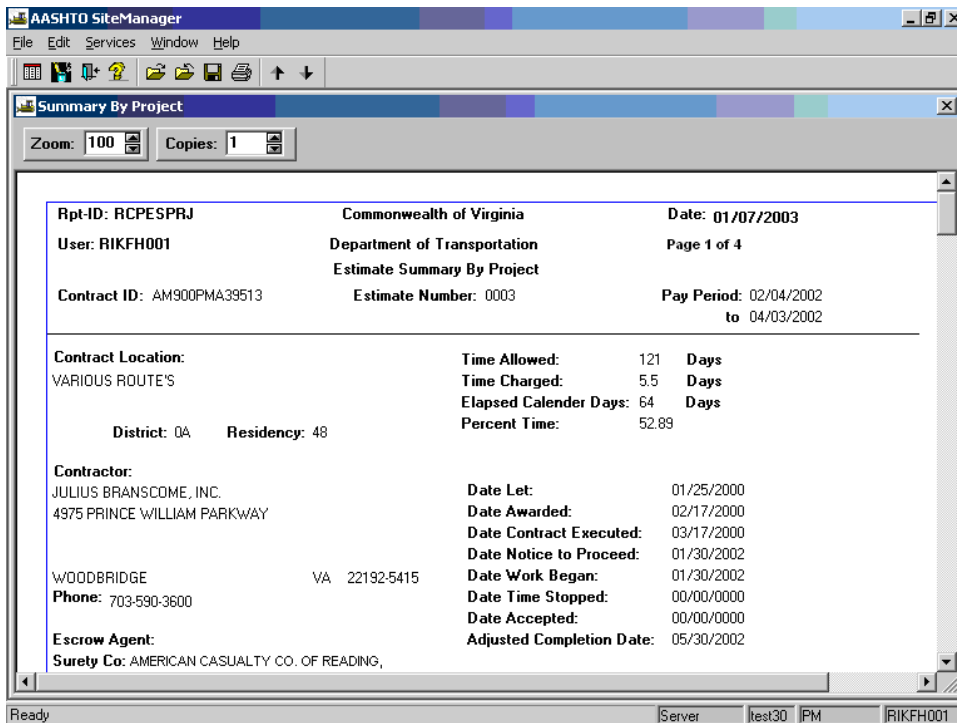 AASHTO SiteManager
File Edit Services Window Help
Summary By Project
Zoom: 100 Copies: 1
Rpt-ID: RCPESPRJ Commonwealth of Virginia Date: 01/07/2003
User: RIKFH001 Department of Transportation Page 1 of 4
Estimate Summary By Project
Contract ID: AM900PMA39513 Estimate Number: 0003 Pay Period: 02/04/2002
to 04/03/2002
Contract Location: Time Allowed: 121 Days
VARIOUS ROUTE'S Time Charged: 5.5 Days
Elapsed Calender Days: 64 Days
District: 0A Residency: 48 Percent Time: 52.89
Contractor:
JULIUS BRANSCOME, INC. Date Let: 01/25/2000
4975 PRINCE WILLIAM PARKWAY Date Awarded: 02/17/2000
Date Contract Executed: 03/17/2000
Date Notice to Proceed: 01/30/2002
WOODBRIDGE VA 22192-5415 Date Work Began: 01/30/2002
Phone: 703-590-3600 Date Time Stopped: 00/00/0000
Date Accepted: 00/00/0000
Escrow Agent: Adjusted Completion Date: 05/30/2002
Surety Co: AMERICAN CASUALTY CO. OF READING,
Ready Server test30 PM RIKFH001